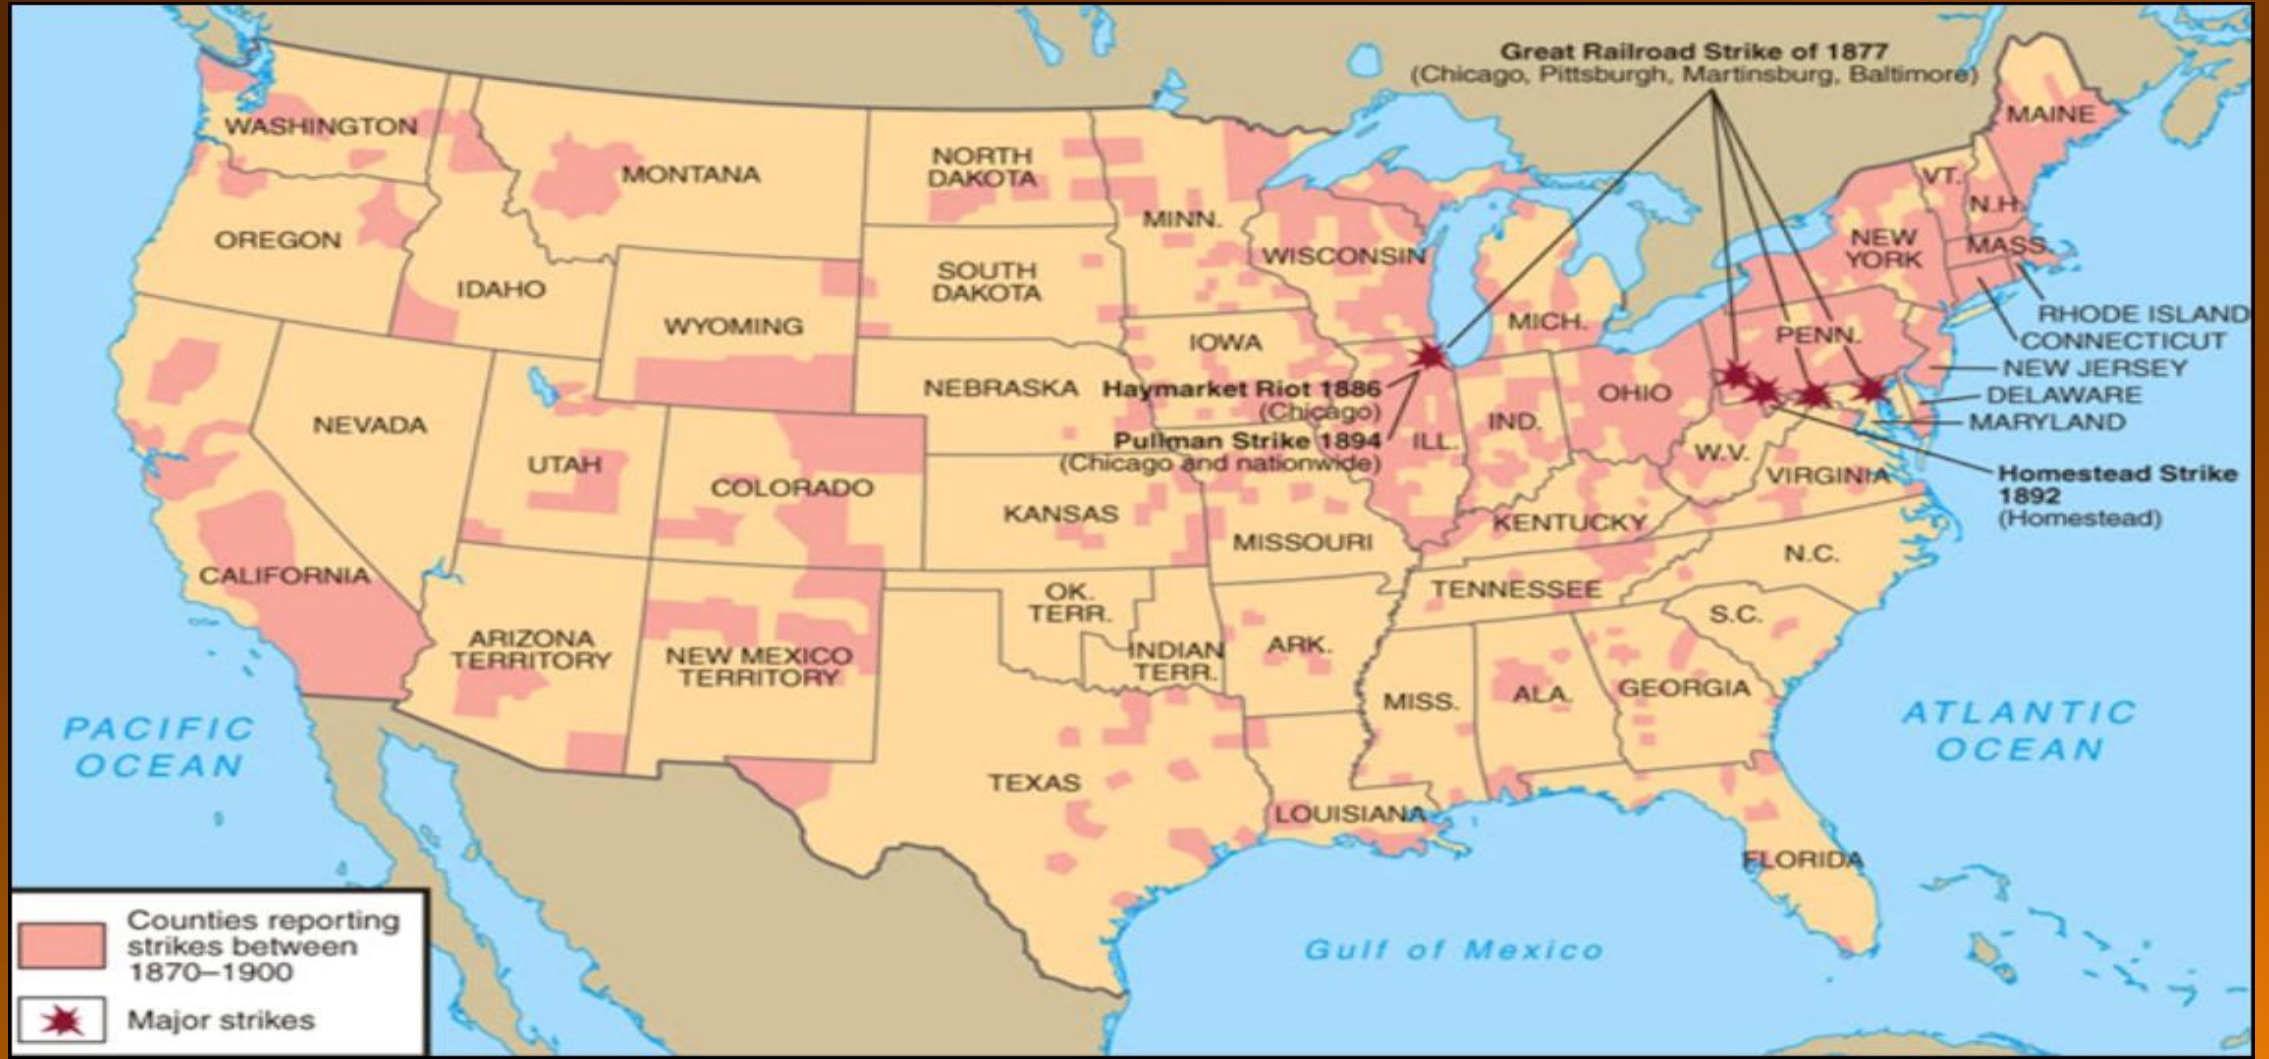 Great Railroad Strike of 1877
(Chicago, Pittsburgh, Martinsburg, Baltimore)
WASHINGTON
MONTANA
NORTH
DAKOTA
MINN.
MAINE
VT.
N.H.
OREGON
IDAHO
SOUTH
DAKOTA
WISCONSIN
NEW
YORK
MASS.
WYOMING
IOWA
MICH.
PENN.
RHODE ISLAND
CONNECTICUT
NEW JERSEY
DELAWARE
MARYLAND
NEBRASKA
Haymarket Riot 1886
(Chicago)
Pullman Strike 1894
(Chicago and nationwide)
ILL.
IND.
OHIO
W.V.
VIRGINIA
Homestead Strike
1892
(Homestead)
NEVADA
UTAH
COLORADO
KANSAS
MISSOURI
KENTUCKY
CALIFORNIA
ARIZONA
TERRITORY
NEW MEXICO
TERRITORY
OK.
TERR.
INDIAN
TERR.
ARK.
TENNESSEE
N.C.
S.C.
MISS.
ALA.
GEORGIA
TEXAS
LOUISIANA
FLORIDA
PACIFIC
OCEAN
ATLANTIC
OCEAN
Gulf of Mexico
Counties reporting
strikes between
1870–1900
Major strikes